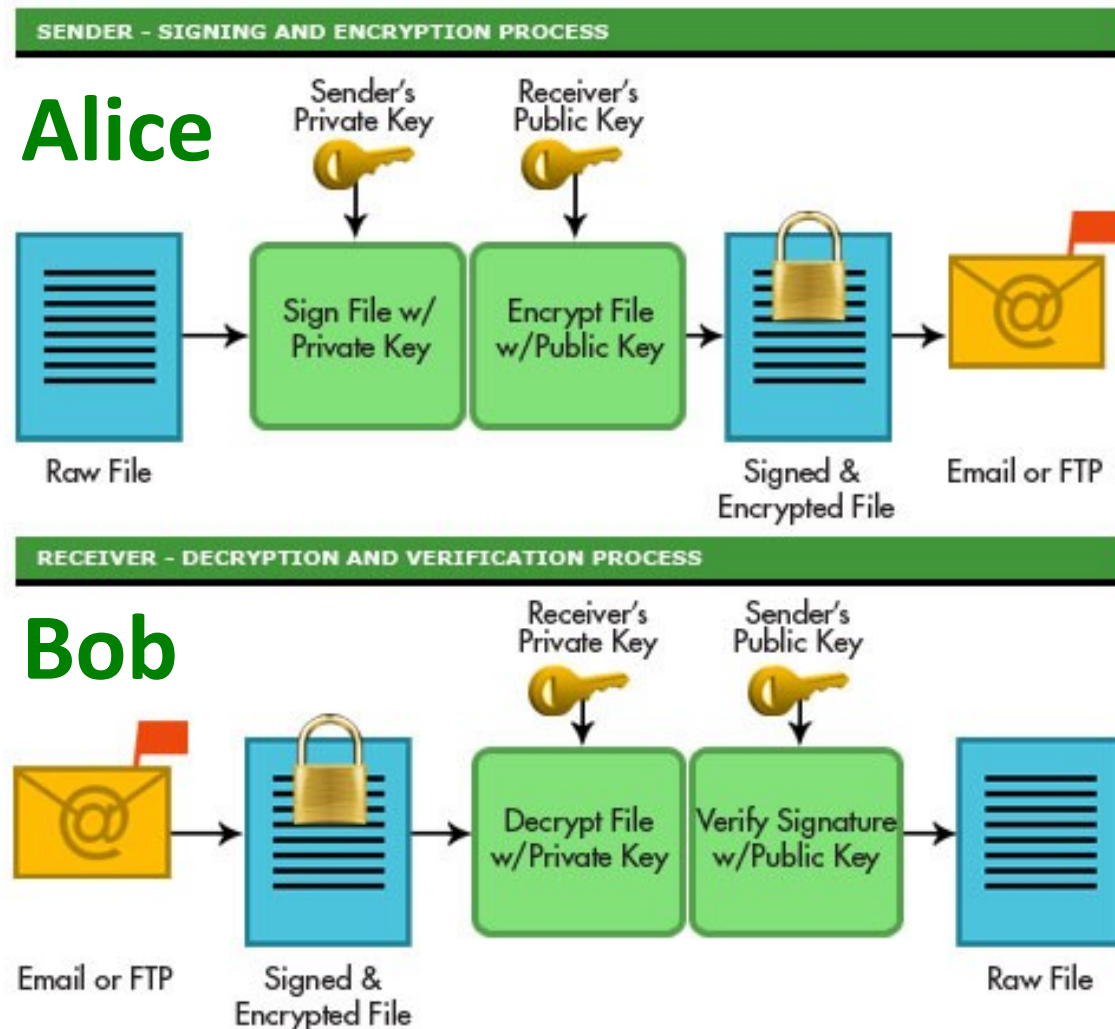 SENDER - SIGNING AND ENCRYPTION PROCESS
Alice
Sender's
Private Key
Receiver's
Public Key
Sign File w/
Private Key
Encrypt File
w/Public Key
Raw File
Signed &
Encrypted File
Email or FTP
RECEIVER - DECRYPTION AND VERIFICATION PROCESS
Bob
Receiver's
Private Key
Sender's
Public Key
@
Decrypt File
w/Private Key
Verify Signature
w/Public Key
Email or FTP
Signed &
Encrypted File
Raw File